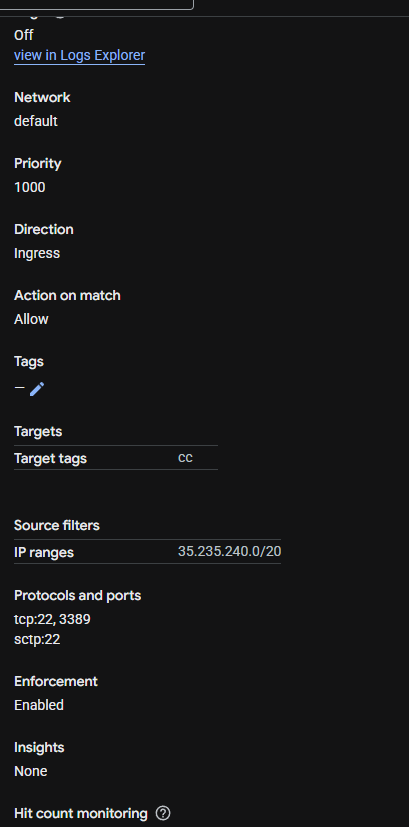 Off
view in Logs Explorer
Network
default
Priority
1000
Direction
Ingress
Action on match
Allow
Tags
—
Targets
Target tags cc
Source filters
IP ranges 35.235.240.0/20
Protocols and ports
tcp:22, 3389
sctp:22
Enforcement
Enabled
Insights
None
Hit count monitoring